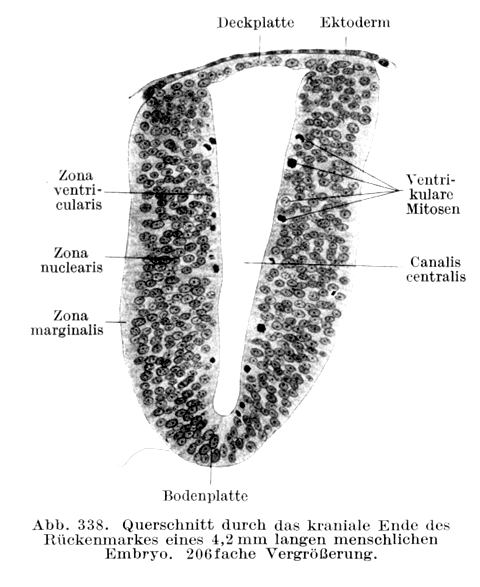 Deckplatte Ektoderm
Zona
ventri-
cularis
Zona
nuclearis
Zona
marginalis
Ventri-
kulare
Mitosen
Canalis
centralis
Bodenplatte
Abb. 338. Querschnitt durch das kraniale Ende des
Rückenmarkes eines 4,2 mm langen menschlichen
Embryo. 206fache Vergrößerung.